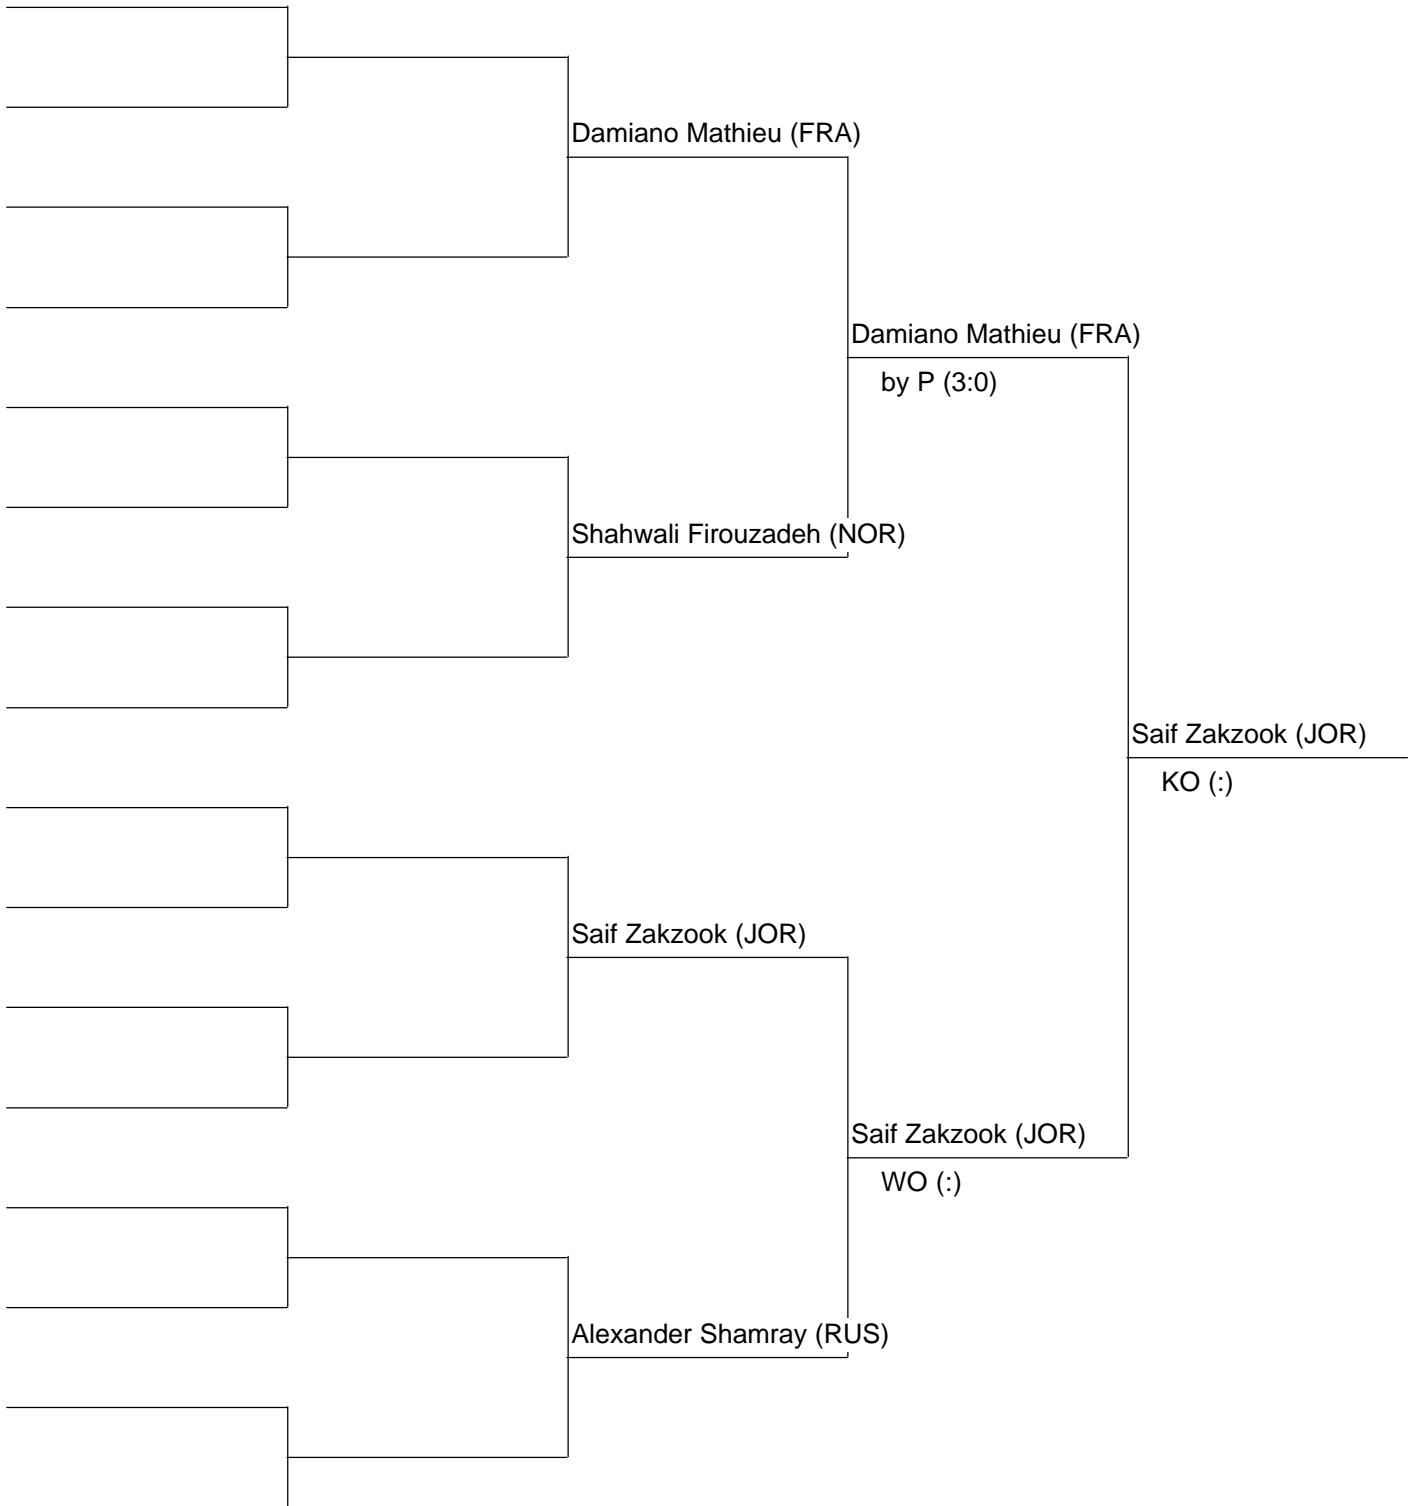 Damiano Mathieu (FRA)
Damiano Mathieu (FRA)
by P (3:0)
Shahwali Firouzadeh (NOR)
Saif Zakzook (JOR)
KO (:)
Saif Zakzook (JOR)
Saif Zakzook (JOR)
WO (:)
Alexander Shamray (RUS)